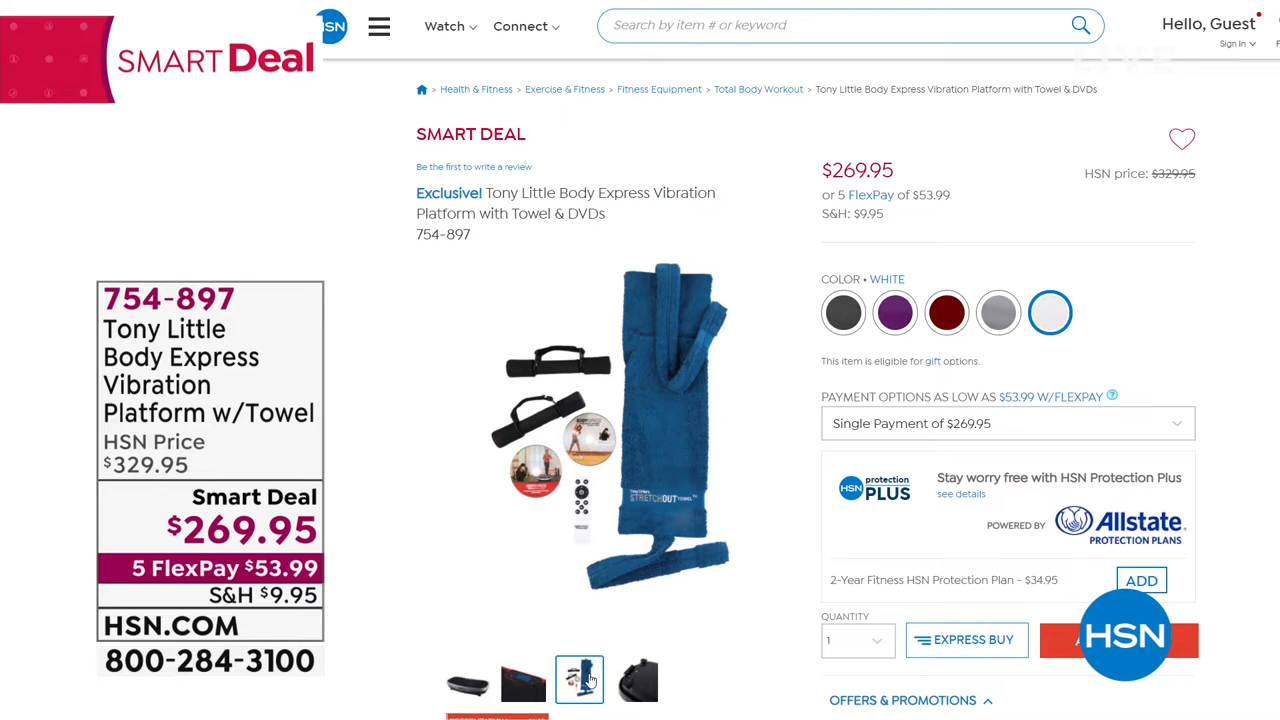 SMART Deal
HSN
Watch
Connect
Search by item # or keyword
Hello, Guest
Sign In
LIVE
Health & Fitness > Exercise & Fitness > Fitness Equipment > Total Body Workout > Tony Little Body Express Vibration Platform with Towel & DVDs
SMART DEAL
Be the first to write a review
Exclusive! Tony Little Body Express Vibration
Platform with Towel & DVDs
754-897
$269.95
HSN price: $329.95
or 5 FlexPay of $53.99
S&H: $9.95
COLOR • WHITE
This item is eligible for gift options.
PAYMENT OPTIONS AS LOW AS $53.99 W/FLEXPAY ?
Single Payment of $269.95
HSN protection PLUS
Stay worry free with HSN Protection Plus
see details
POWERED BY Allstate
PROTECTION PLANS
2-Year Fitness HSN Protection Plan - $34.95
ADD
QUANTITY
1
EXPRESS BUY
HSN
OFFERS & PROMOTIONS
STRETCHOUT TOWEL
754-897
Tony Little
Body Express
Vibration
Platform w/Towel
HSN Price
$329.95
Smart Deal
$269.95
5 FlexPay $53.99
S&H $9.95
HSN.COM
800-284-3100